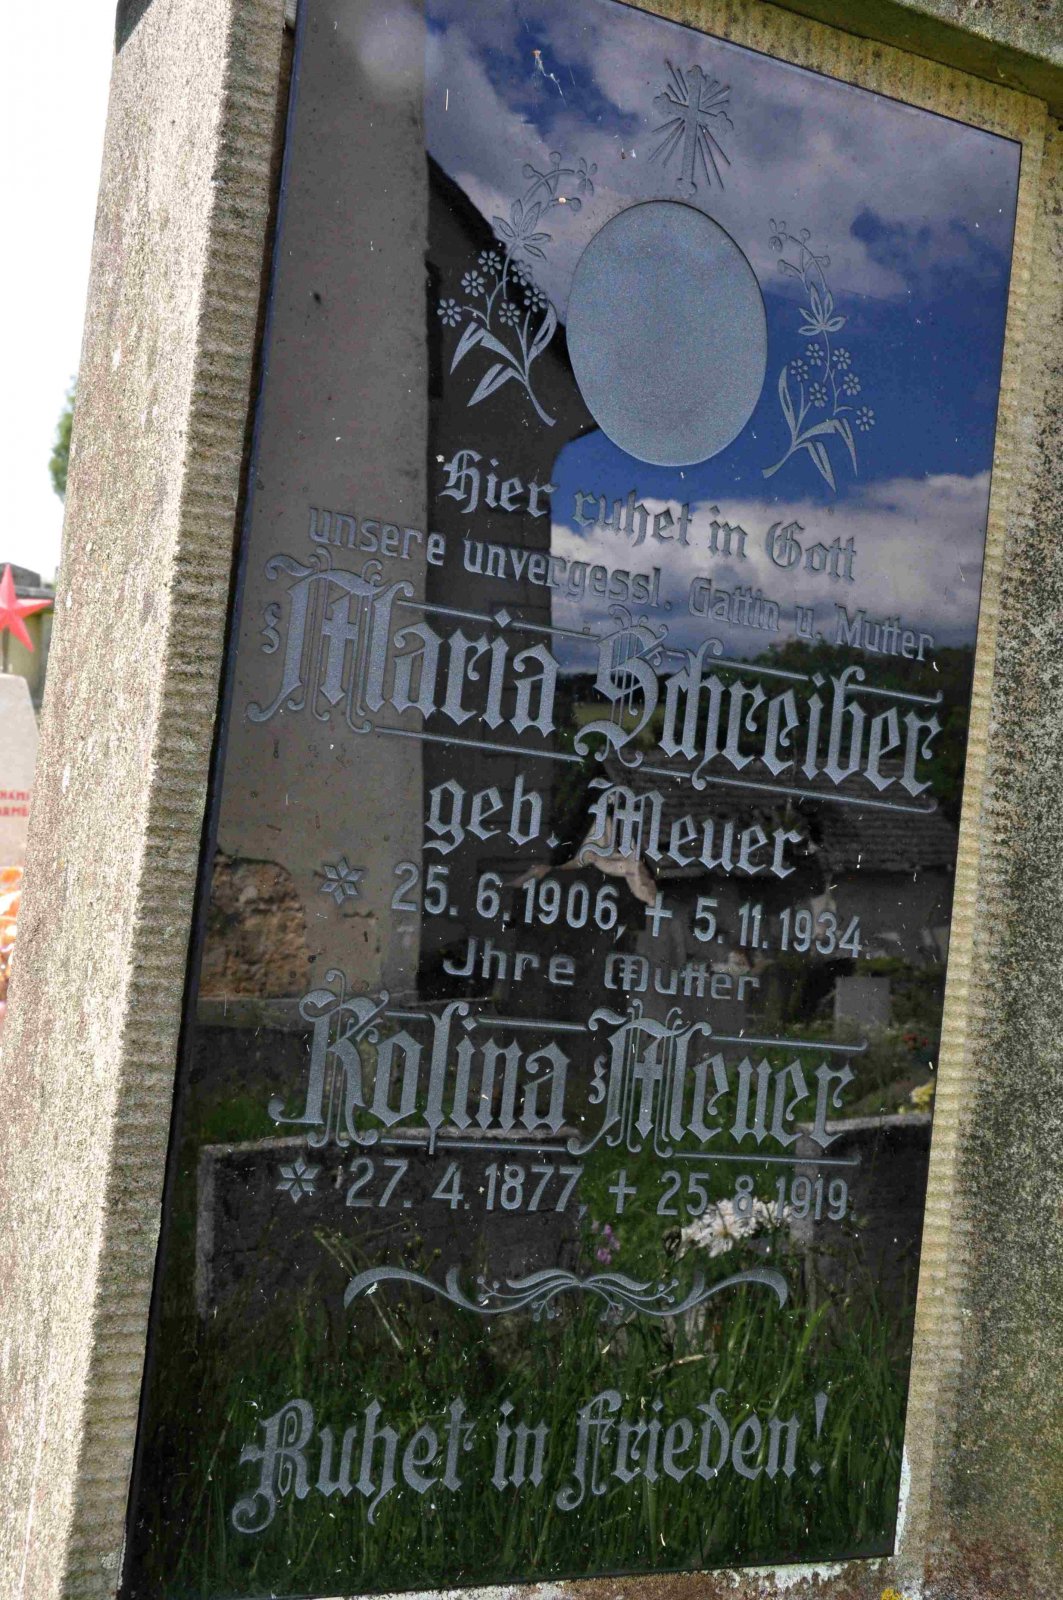 Hier ruhet in Gott
unsere unvergessl. Gattin u. Mutter
Maria Schreiber
geb. Meuer
* 25. 6. 1906, + 5. 11. 1934.
Ihre Mutter
Rosina Meuer
* 27. 4. 1877, + 25. 8. 1919.
Ruhet in Frieden!